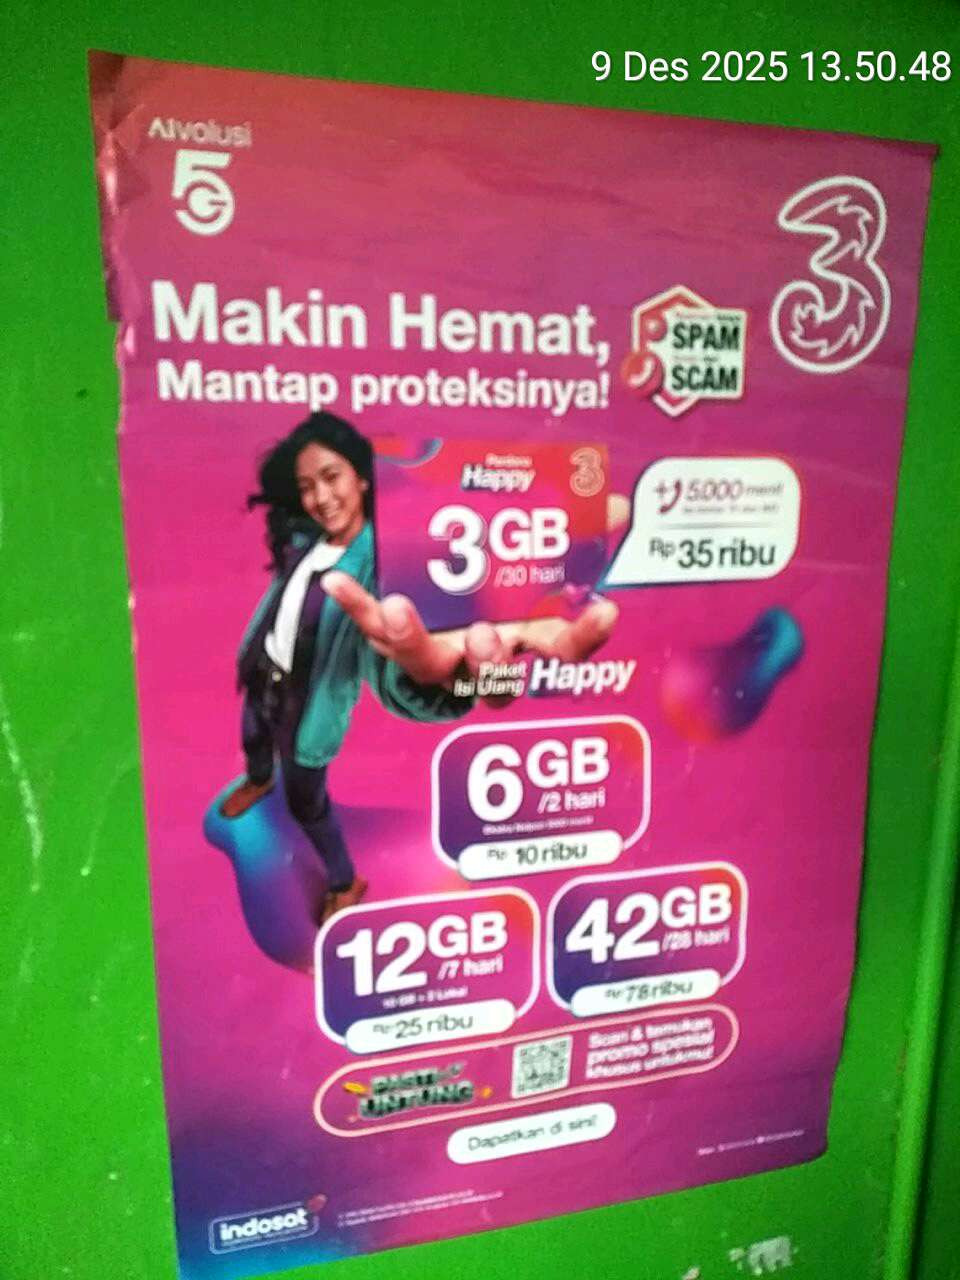 9 Des 2025 13.50.48
AIvolusi
5G
3
Makin Hemat,
Mantap proteksinya!
SPAM
SCAM
Perdana
Happy
3
3GB
/30 hari
+ 5.000 menit
Rp 35 ribu
Paket
Isi Ulang Happy
6GB
/2 hari
Rp 10 ribu
12GB
/7 hari
Rp 25 ribu
42GB
/28 hari
Rp 78 ribu
UNTUNG
Scan & temukan
promo spesial
khusus untukmu!
Dapatkan di sini!
indosat